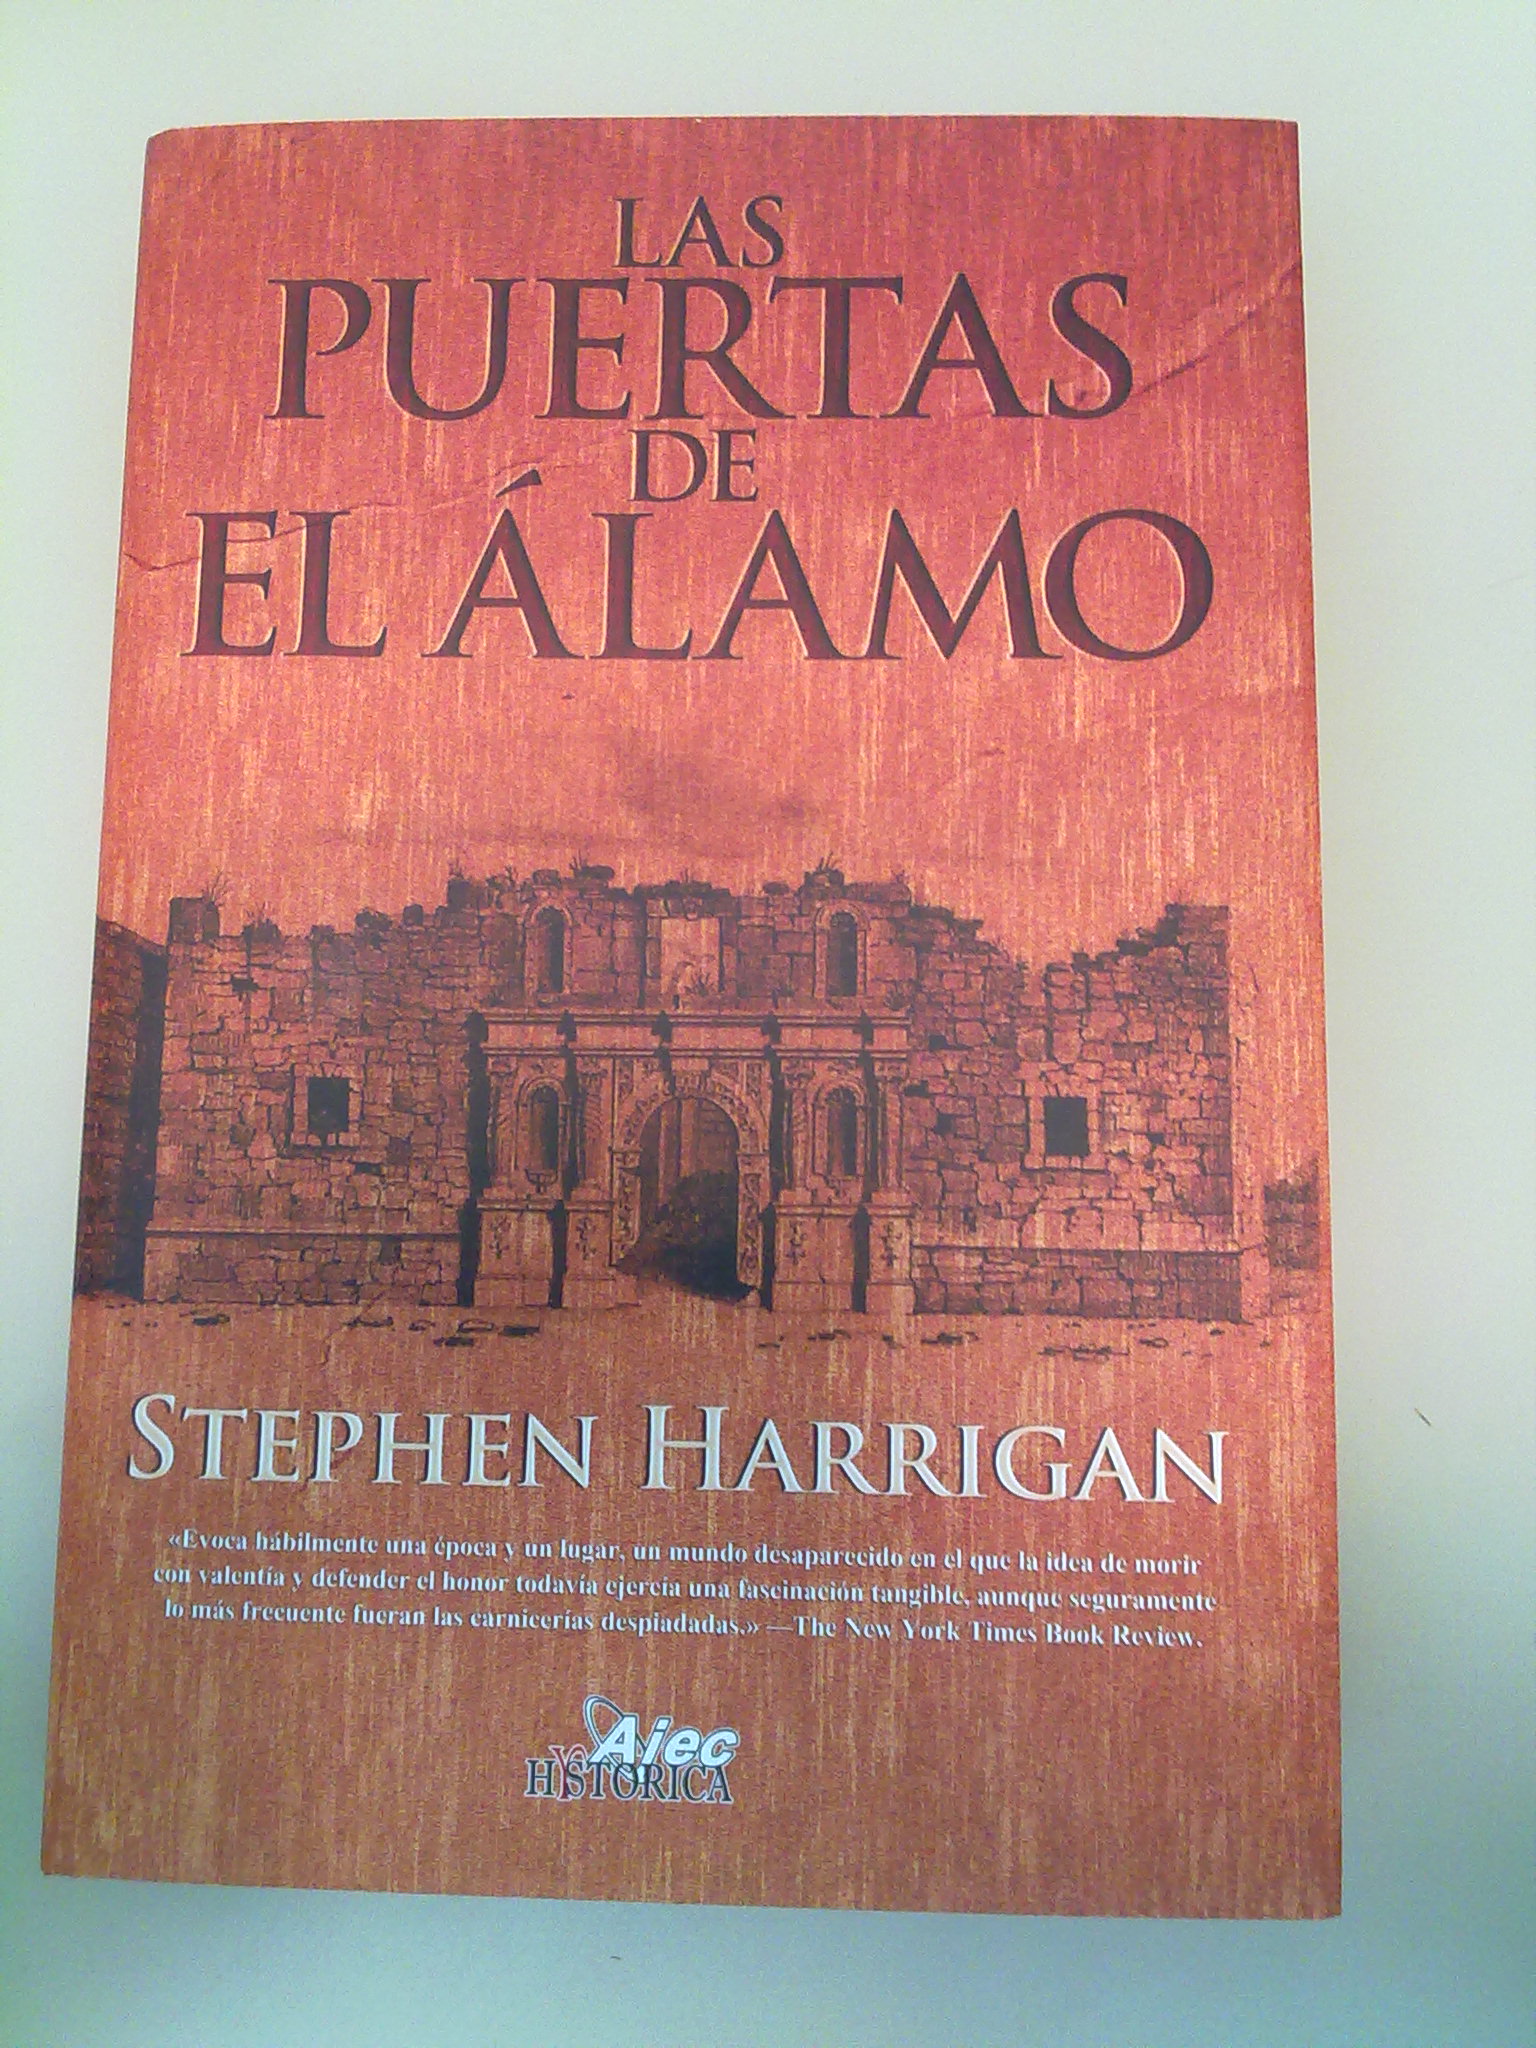 LAS
PUERTAS
DE
EL ÁLAMO
STEPHEN HARRIGAN
«Evoca hábilmente una época y un lugar, un mundo desaparecido en el que la idea de morir
con valentía y defender el honor todavía ejercía una fascinación tangible, aunque seguramente
lo más frecuente fueran las carnicerías despiadadas.» —The New York Times Book Review.
Ajec
HYSTÓRICA